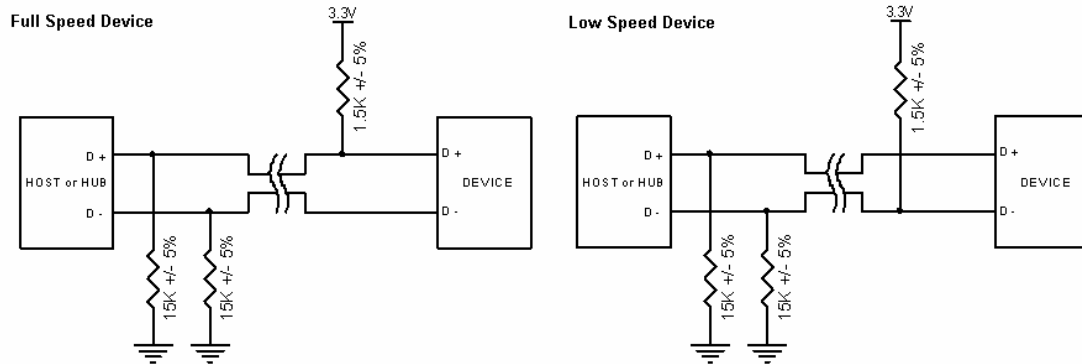 Full Speed Device
3.3V
1.5K +/- 5%
HOST or HUB
D +
D -
D +
D -
DEVICE
15K +/- 5%
15K +/- 5%
Low Speed Device
3.3V
1.5K +/- 5%
HOST or HUB
D +
D -
D +
D -
DEVICE
15K +/- 5%
15K +/- 5%